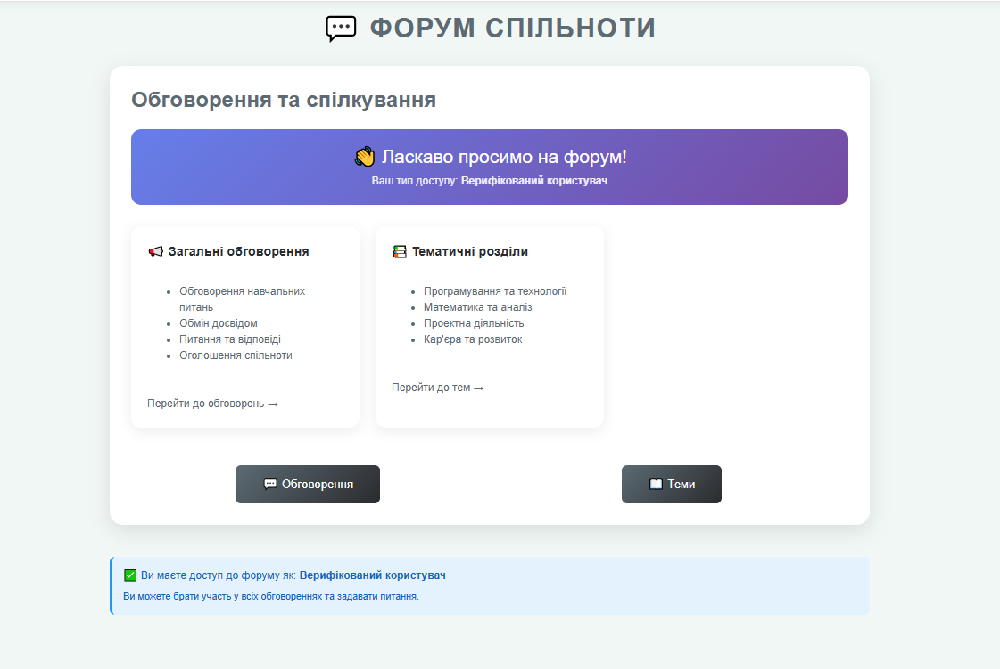 💬 ФОРУМ СПІЛЬНОТИ
Обговорення та спілкування
👋 Ласкаво просимо на форум!
Ваш тип доступу: Верифікований користувач
📢 Загальні обговорення
• Обговорення навчальних
питань
• Обмін досвідом
• Питання та відповіді
• Оголошення спільноти
Перейти до обговорень →
📚 Тематичні розділи
• Програмування та технології
• Математика та аналіз
• Проектна діяльність
• Кар'єра та розвиток
Перейти до тем →
💬 Обговорення
📖 Теми
✅ Ви маєте доступ до форуму як: Верифікований користувач
Ви можете брати участь у всіх обговореннях та задавати питання.